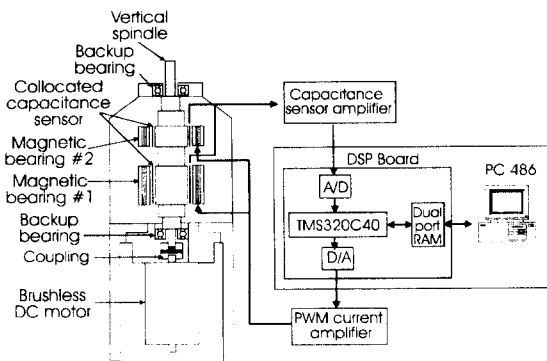 Vertical
spindle
Backup
bearing
Collocated
capacitance
sensor
Magnetic
bearing #2
Magnetic
bearing #1
Backup
bearing
Coupling
Brushless
DC motor
Capacitance
sensor amplifier
DSP Board
PC 486
A/D
TMS320C40
D/A
Dual
port
RAM
PWM current
amplifier